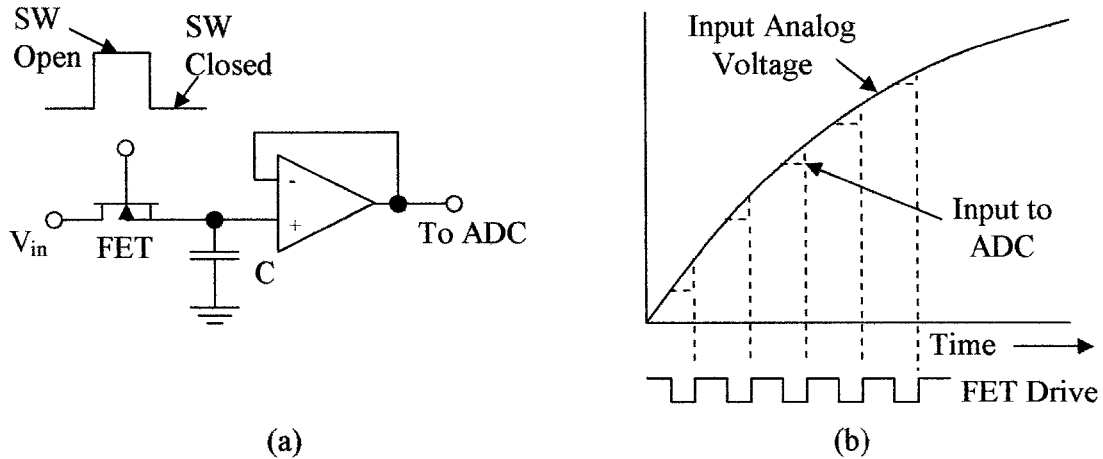 SW
Open
SW
Closed
V_in
FET
C
-
+
To ADC
(a)
Input Analog
Voltage
Input to
ADC
Time
FET Drive
(b)